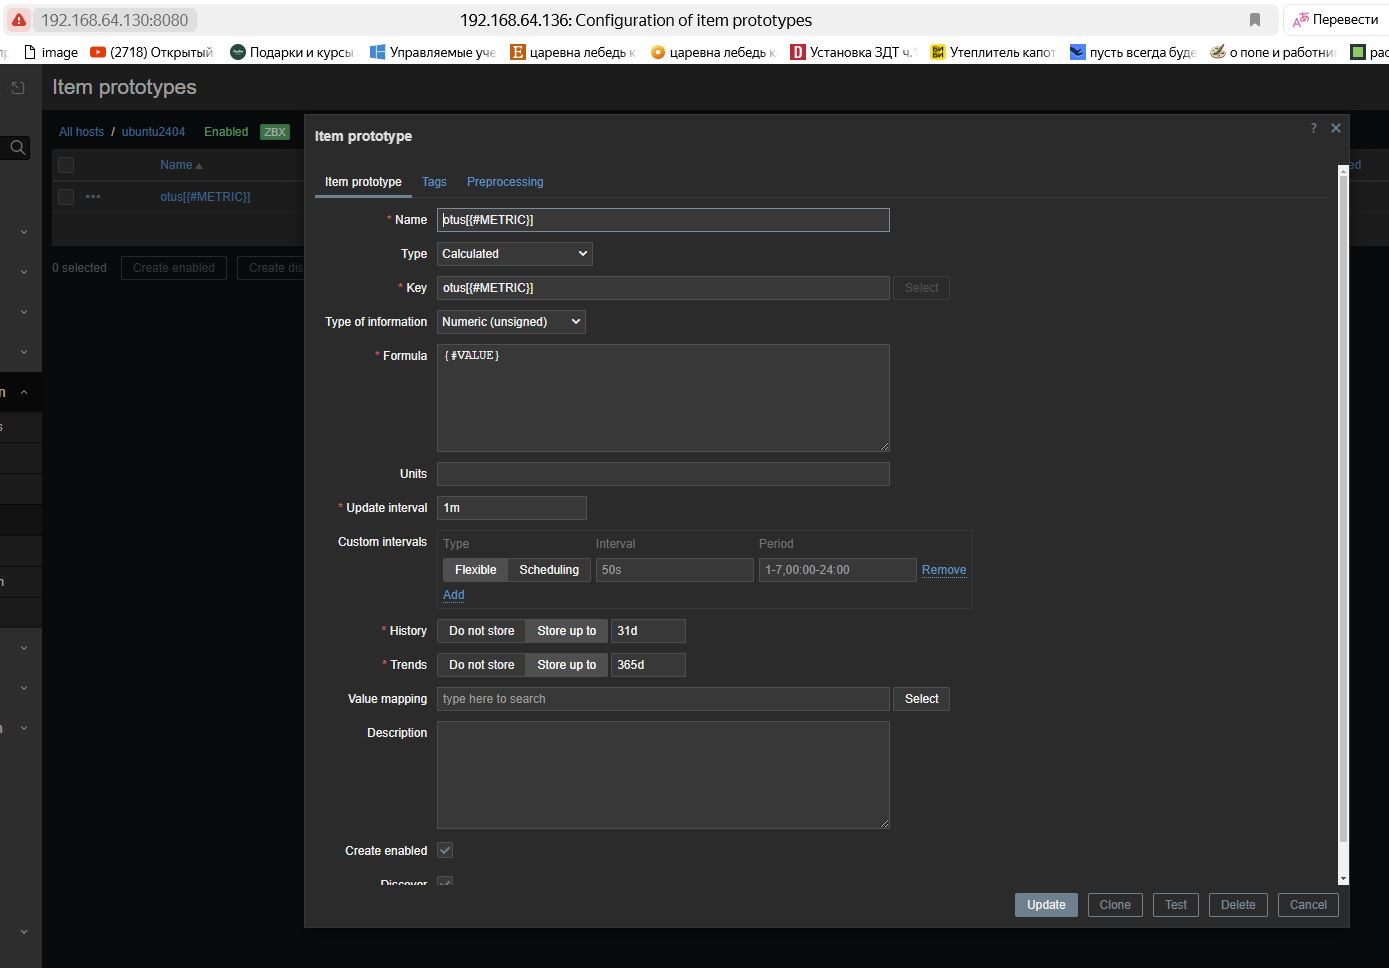 192.168.64.130:8080 192.168.64.136: Configuration of item prototypes Перевести
image (2718) Открытый Подарки и курсы Управляемые уче царевна лебедь к царевна лебедь к Установка ЗДТ ч. Утеплитель капот пусть всегда буде о попе и работник рас
Item prototypes
All hosts / ubuntu2404 Enabled ZBX
Name
otus[{#METRIC}]
0 selected Create enabled Create dis
Item prototype ?
Item prototype Tags Preprocessing
* Name otus[{#METRIC}]
Type Calculated
* Key otus[{#METRIC}] Select
Type of information Numeric (unsigned)
* Formula {#VALUE}
Units
* Update interval 1m
Custom intervals Type Interval Period
Flexible Scheduling 50s 1-7,00:00-24:00 Remove
Add
* History Do not store Store up to 31d
* Trends Do not store Store up to 365d
Value mapping type here to search Select
Description
Create enabled
Discover
Update Clone Test Delete Cancel